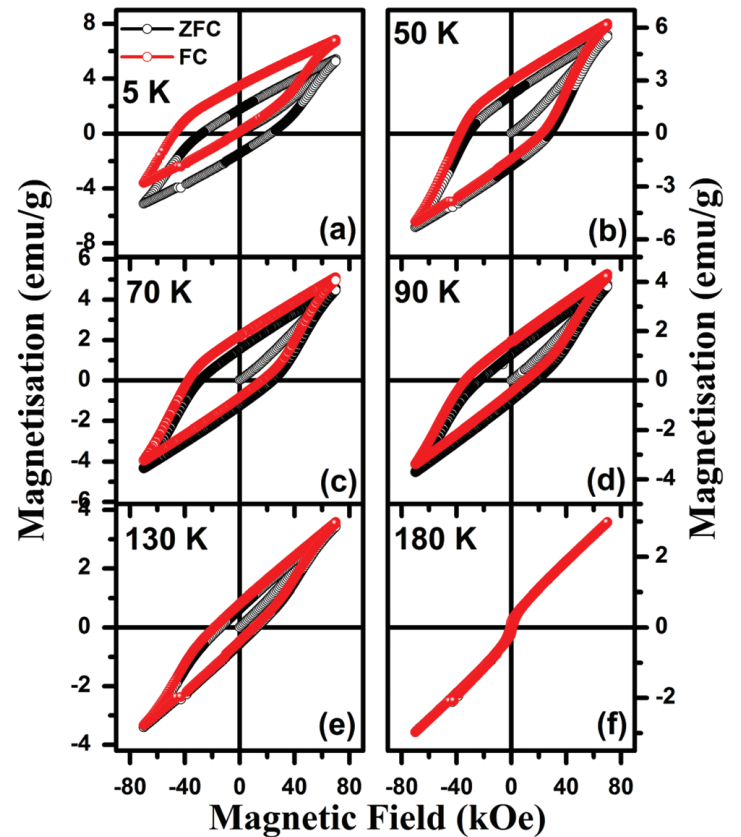 ZFC
FC
5 K
(a)
8
4
0
-4
-8
50 K
(b)
6
3
0
-3
-6
70 K
(c)
6
4
2
0
-2
-4
-6
90 K
(d)
4
2
0
-2
-4
130 K
(e)
4
2
0
-2
-4
180 K
(f)
2
0
-2
-80 -40 0 40 80
-80 -40 0 40 80
Magnetisation (emu/g)
Magnetisation (emu/g)
Magnetic Field (kOe)